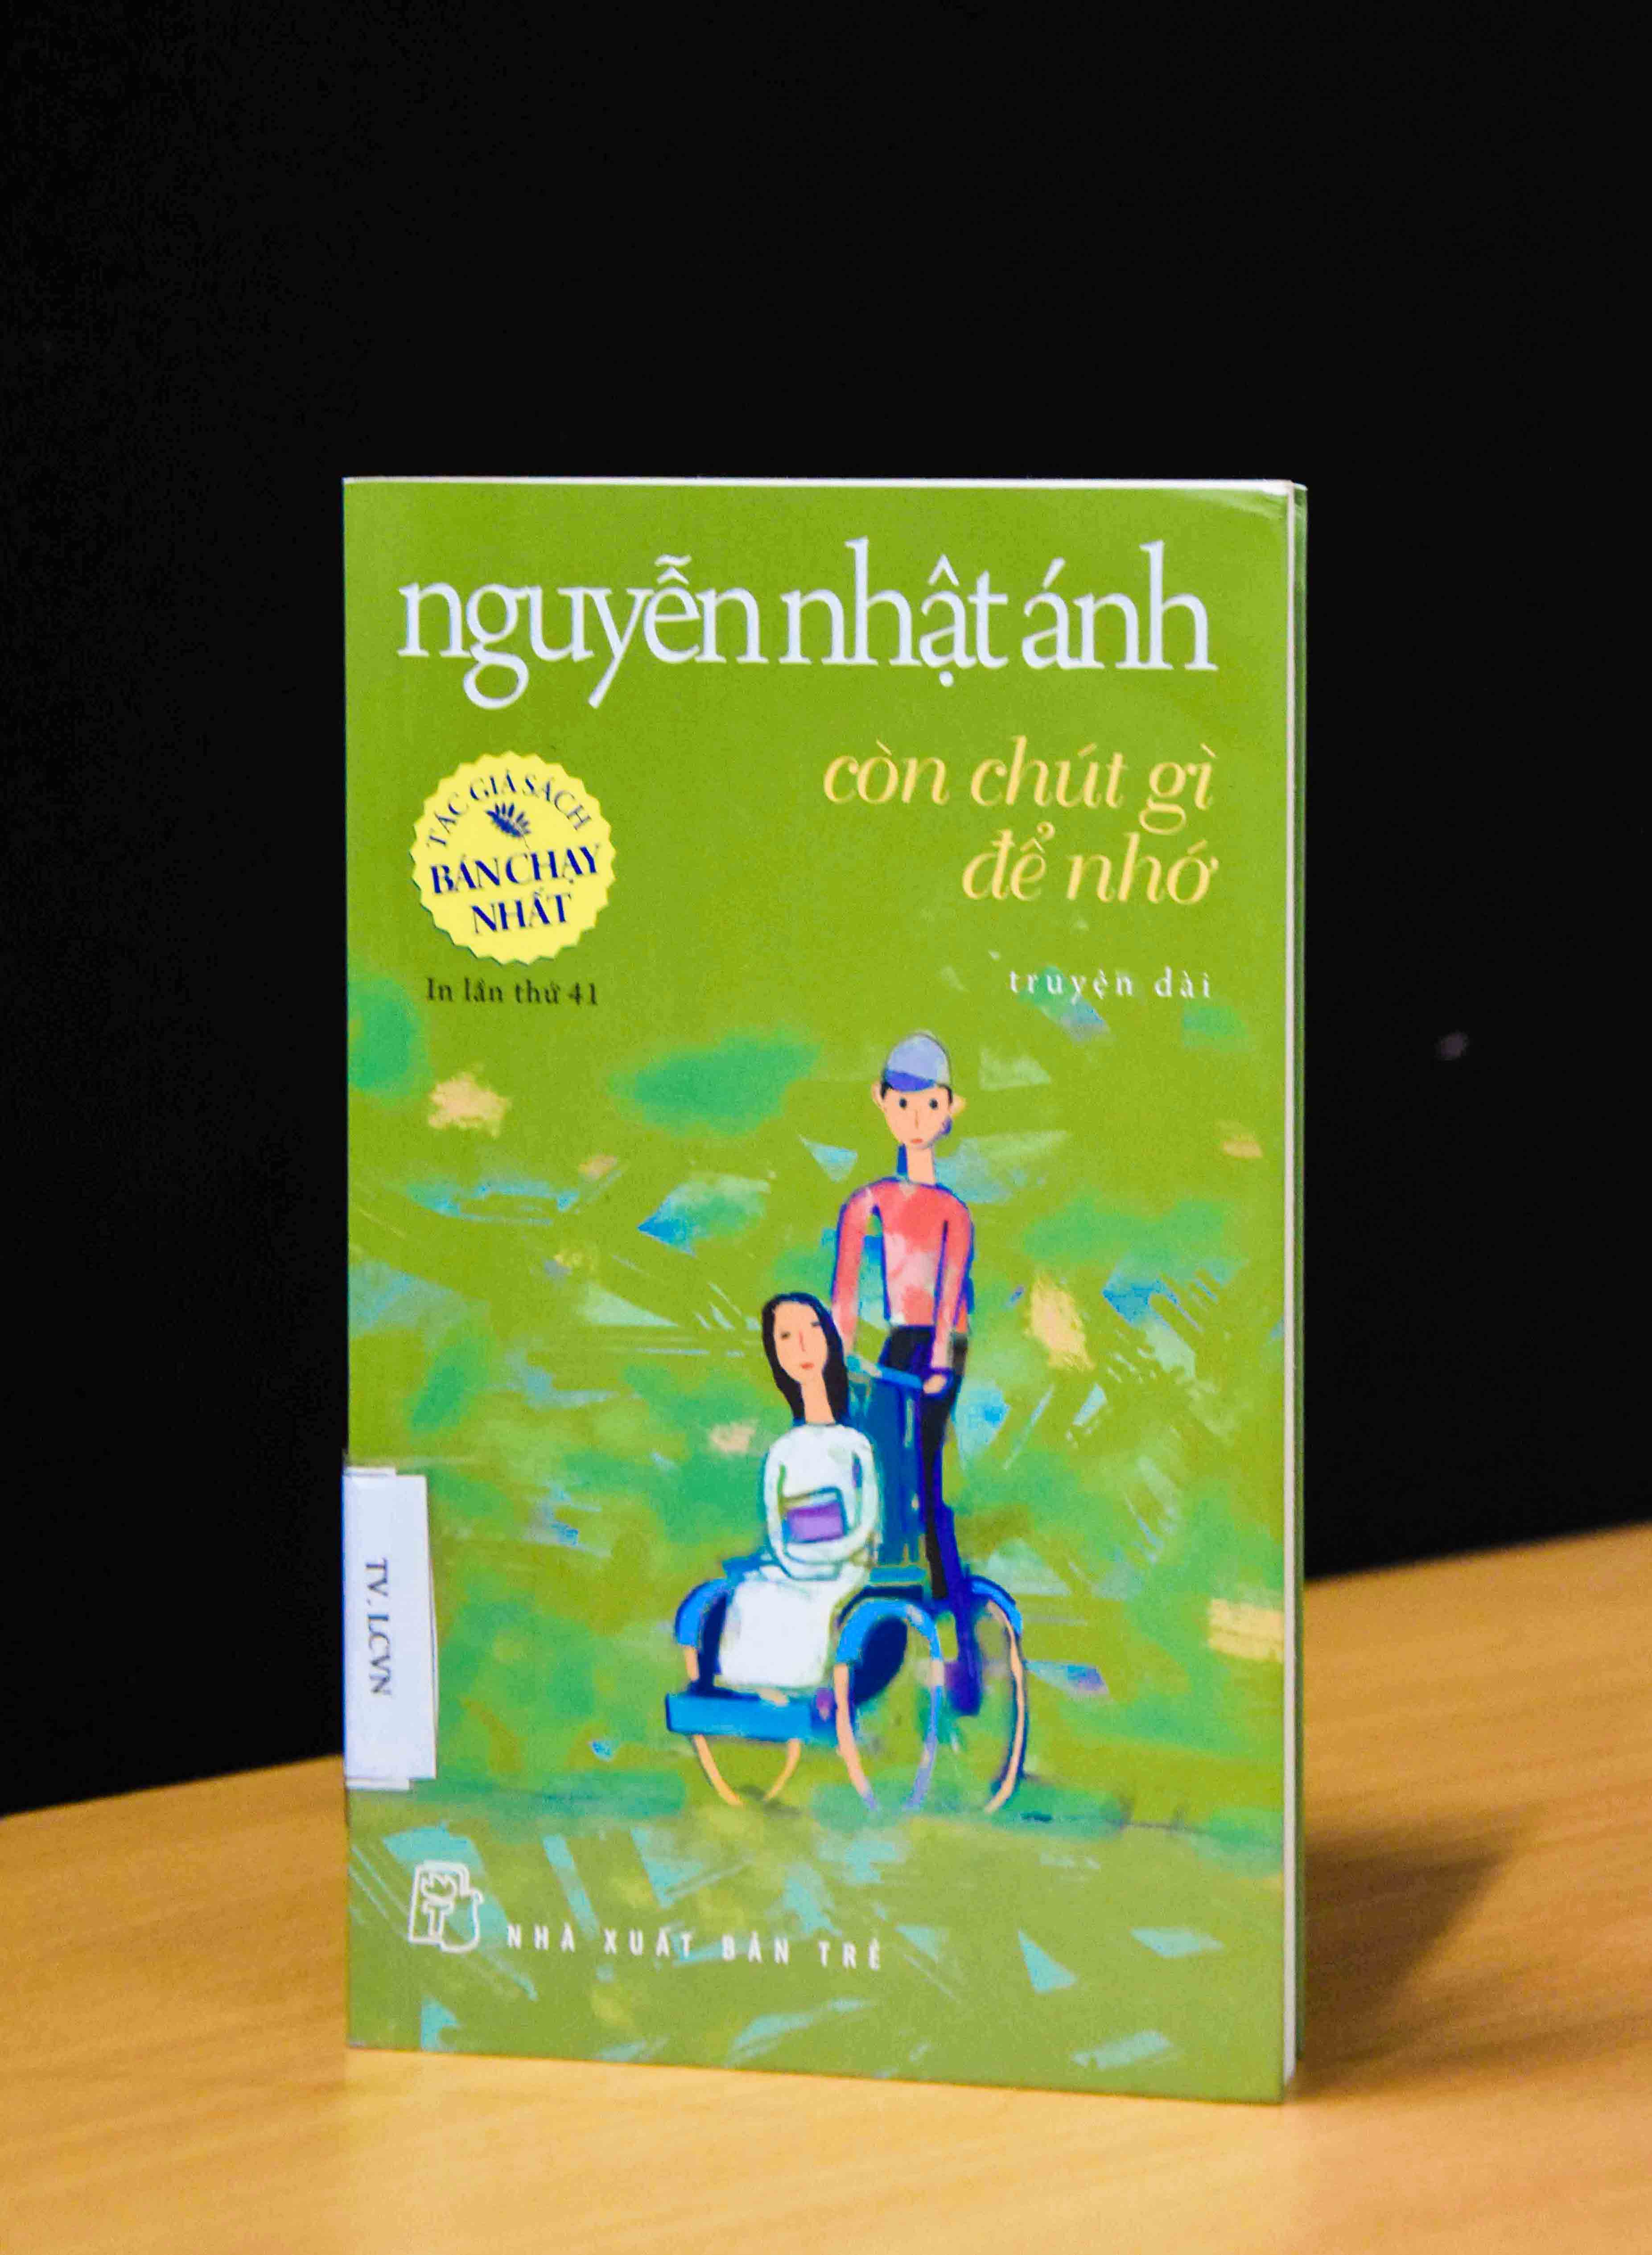 nguyễn nhật ánh
còn chút gì
để nhớ
TÁC GIẢ SÁCH
BÁN CHẠY
NHẤT
In lần thứ 41
truyện dài
TV. LCVN
NHÀ XUẤT BẢN TRẺ